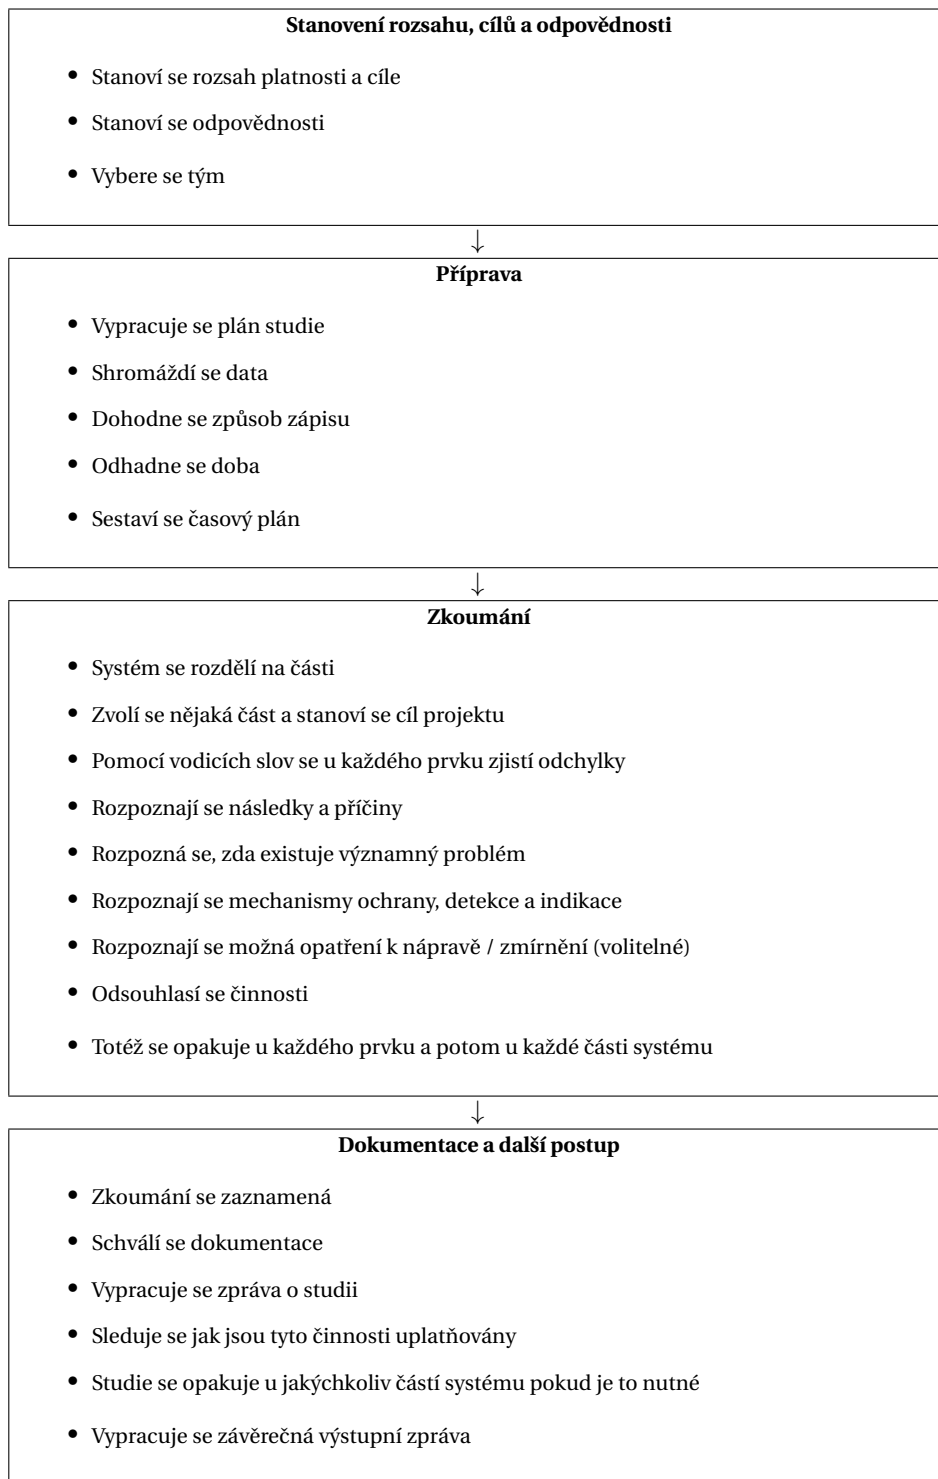 Stanovení rozsahu, cílů a odpovědnosti
• Stanoví se rozsah platnosti a cíle
• Stanoví se odpovědnosti
• Vybere se tým
↓
Příprava
• Vypracuje se plán studie
• Shromáždí se data
• Dohodne se způsob zápisu
• Odhadne se doba
• Sestaví se časový plán
↓
Zkoumání
• Systém se rozdělí na části
• Zvolí se nějaká část a stanoví se cíl projektu
• Pomocí vodicích slov se u každého prvku zjistí odchylky
• Rozpoznají se následky a příčiny
• Rozpozná se, zda existuje významný problém
• Rozpoznají se mechanismy ochrany, detekce a indikace
• Rozpoznají se možná opatření k nápravě / zmírnění (volitelné)
• Odsouhlasí se činnosti
• Totéž se opakuje u každého prvku a potom u každé části systému
↓
Dokumentace a další postup
• Zkoumání se zaznamená
• Schválí se dokumentace
• Vypracuje se zpráva o studii
• Sleduje se jak jsou tyto činnosti uplatňovány
• Studie se opakuje u jakýchkoliv částí systému pokud je to nutné
• Vypracuje se závěrečná výstupní zpráva